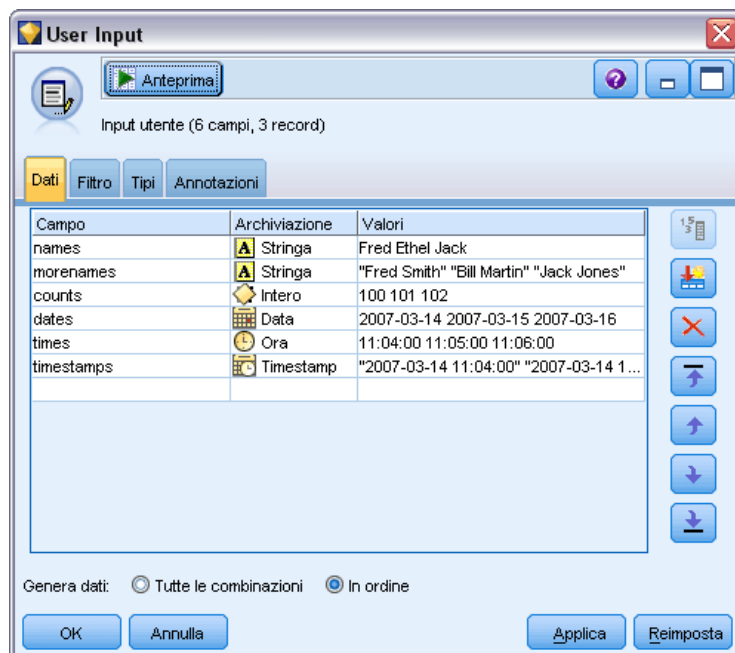 User Input
Anteprima
Input utente (6 campi, 3 record)
Dati Filtro Tipi Annotazioni
Campo Archiviazione Valori
names Stringa Fred Ethel Jack
morenames Stringa "Fred Smith" "Bill Martin" "Jack Jones"
counts Intero 100 101 102
dates Data 2007-03-14 2007-03-15 2007-03-16
times Ora 11:04:00 11:05:00 11:06:00
timestamps Timestamp "2007-03-14 11:04:00" "2007-03-14 1...
Genera dati: Tutte le combinazioni In ordine
OK Annulla Applica Reimposta